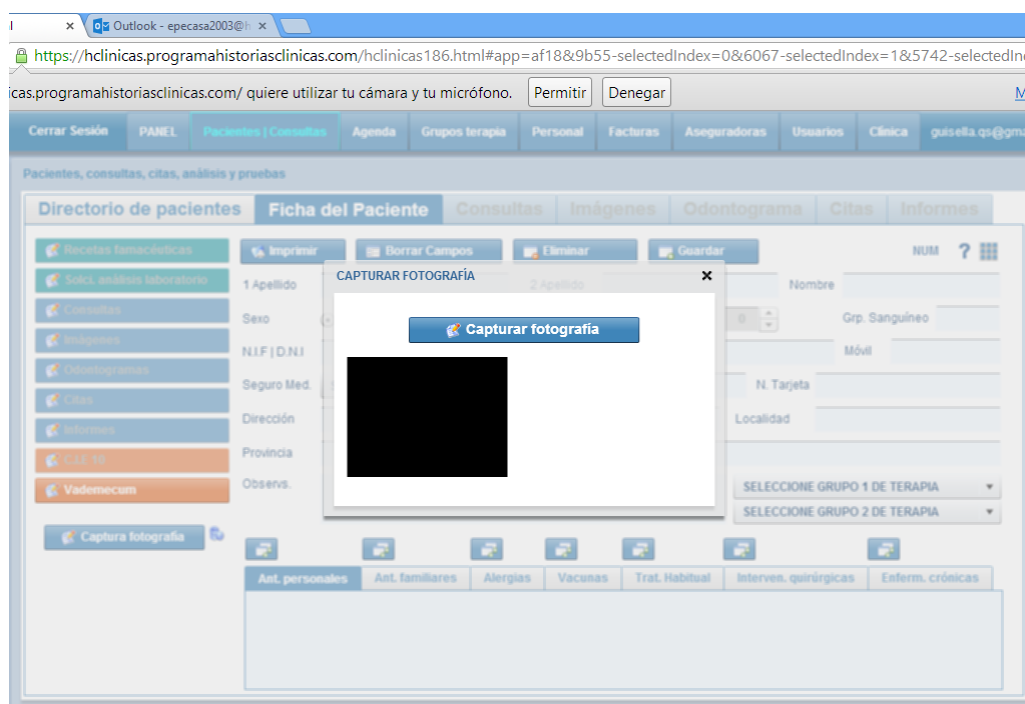 l × Outlook - epecasa2003@h ×
https://hclinicas.programahistoriasclinicas.com/hclinicas186.html#app=af18&9b55-selectedIndex=0&6067-selectedIndex=1&5742-selectedInd
icas.programahistoriasclinicas.com/ quiere utilizar tu cámara y tu micrófono. Permitir Denegar M
Cerrar Sesión PANEL Pacientes | Consultas Agenda Grupos terapia Personal Facturas Aseguradoras Usuarios Clínica guisella.qs@gma
Pacientes, consultas, citas, análisis y pruebas
Directorio de pacientes Ficha del Paciente Consultas Imágenes Odontograma Citas Informes
Recetas famacéuticas Imprimir Borrar Campos Eliminar Guardar NUM ?
Solci. análisis laboratorio 1 Apellido 2 Apellido Nombre
CAPTURAR FOTOGRAFÍA ×
Consultas Sexo 0 Grp. Sanguíneo
Capturar fotografía
Imágenes N.I.F | D.N.I Móvil
Odontogramas Seguro Med. N. Tarjeta
Citas Dirección Localidad
Informes Provincia
C.I.E 10
Vademecum Observs. SELECCIONE GRUPO 1 DE TERAPIA
SELECCIONE GRUPO 2 DE TERAPIA
Captura fotografía
Ant. personales Ant. familiares Alergias Vacunas Trat. Habitual Interven. quirúrgicas Enferm. crónicas